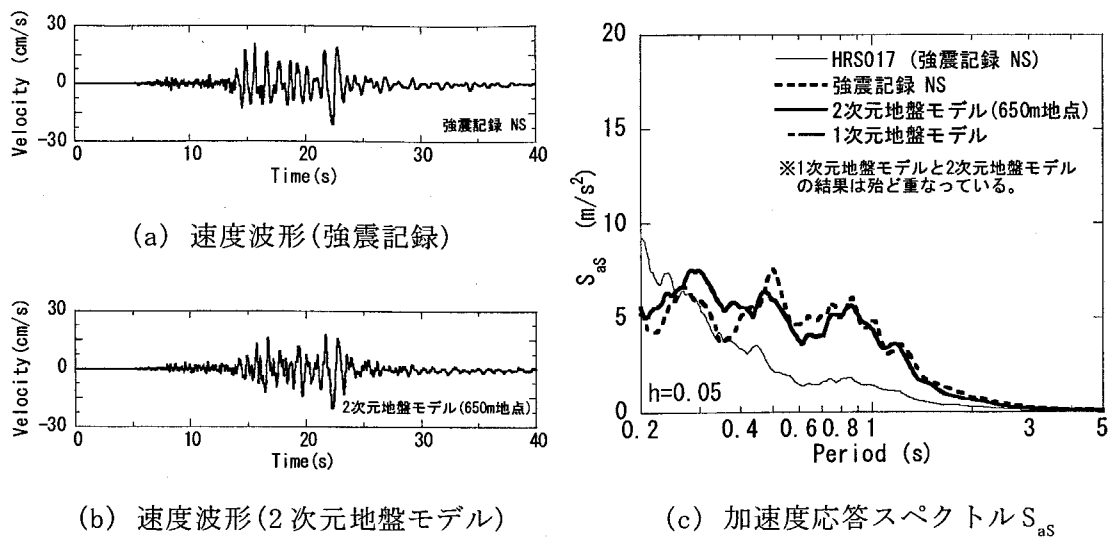 30
0
-30
Velocity (cm/s)
強震記録 NS
0 10 20 30 40
Time(s)
(a) 速度波形(強震記録)
30
0
-30
Velocity(cm/s)
2次元地盤モデル(650m地点)
0 10 20 30 40
Time(s)
(b) 速度波形(2次元地盤モデル)
20
15
10
5
0
S_aS (m/s²)
HRS017 (強震記録 NS)
強震記録 NS
2次元地盤モデル(650m地点)
1次元地盤モデル
※1次元地盤モデルと2次元地盤モデル
の結果は殆ど重なっている。
h=0.05
0.2 0.4 0.6 0.8 1 3 5
Period (s)
(c) 加速度応答スペクトルS_aS